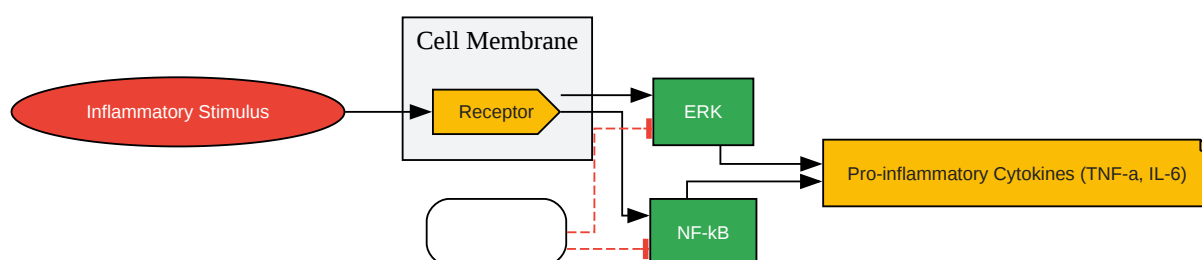 Cell Membrane
Inflammatory Stimulus
Receptor
ERK
Pro-inflammatory Cytokines (TNF-a, IL-6)
NF-kB